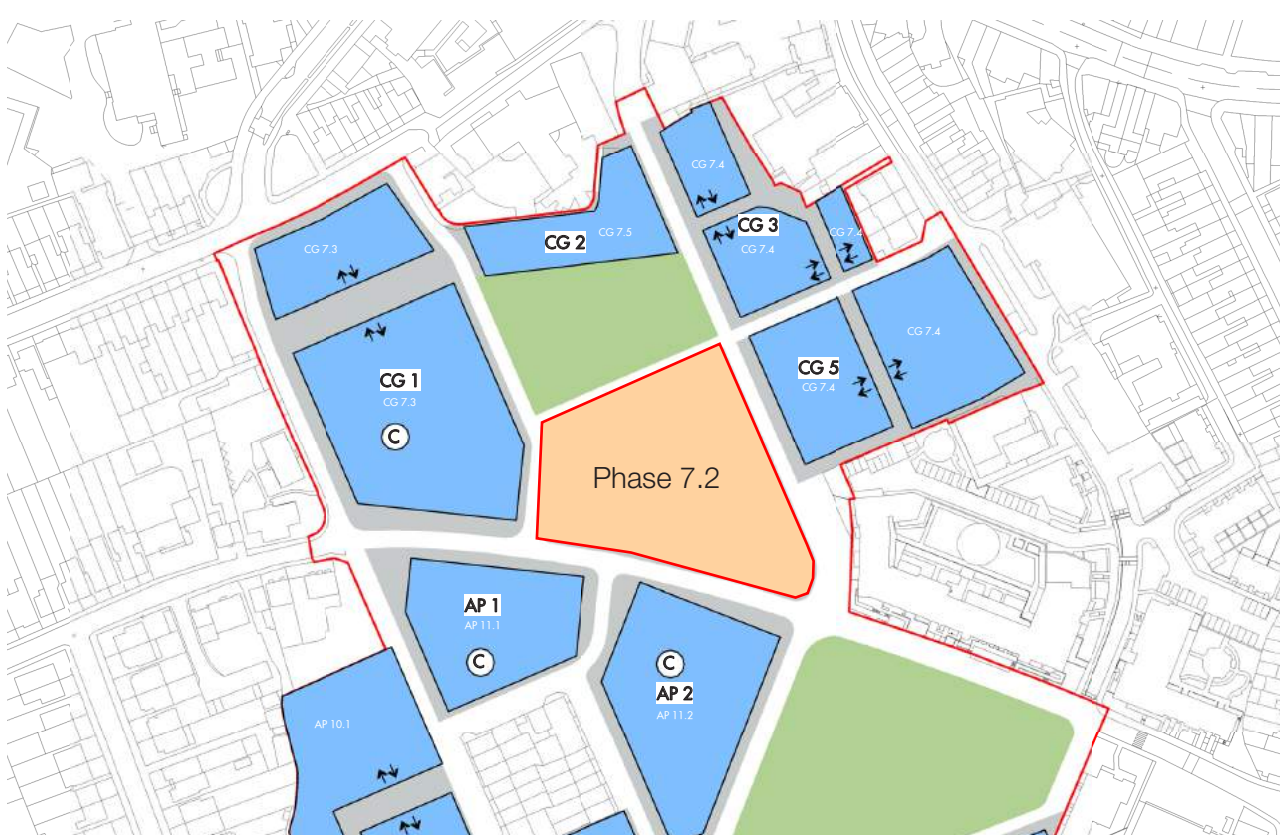 CG 7.4
CG 3
CG 7.4
CG 7.4
CG 2
CG 7.5
CG 7.3
CG 7.4
CG 1
CG 7.3
C
CG 5
CG 7.4
Phase 7.2
AP 1
AP 11.1
C
C
AP 2
AP 11.2
AP 10.1